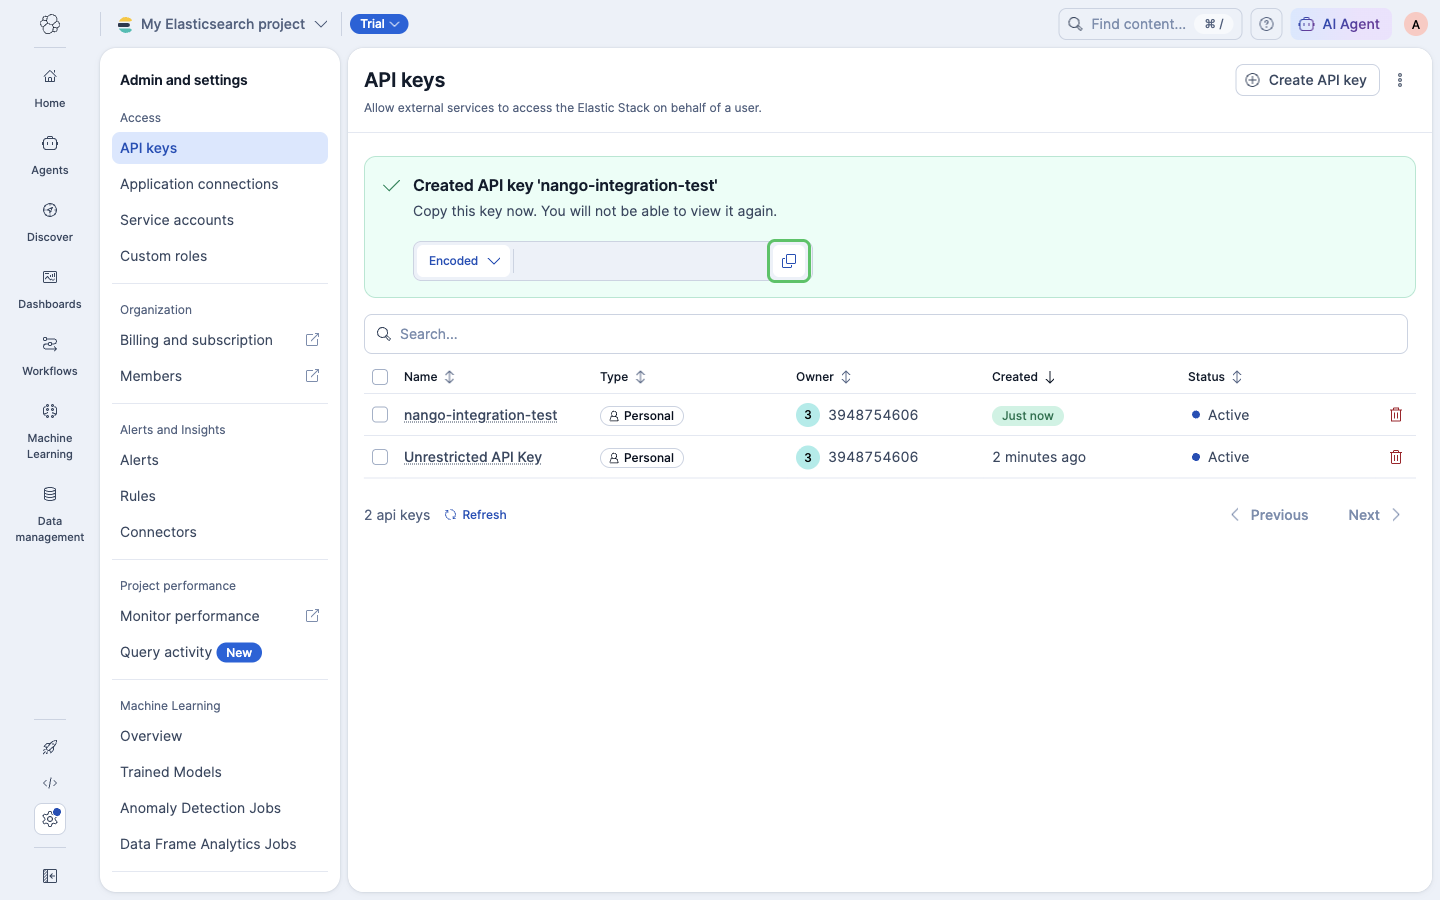 My Elasticsearch project
Trial
Find content...
⌘ /
AI Agent
A
Home
Agents
Discover
Dashboards
Workflows
Machine
Learning
Data
management
Admin and settings
Access
API keys
Application connections
Service accounts
Custom roles
Organization
Billing and subscription
Members
Alerts and Insights
Alerts
Rules
Connectors
Project performance
Monitor performance
Query activity New
Machine Learning
Overview
Trained Models
Anomaly Detection Jobs
Data Frame Analytics Jobs
API keys
Allow external services to access the Elastic Stack on behalf of a user.
Create API key
Created API key 'nango-integration-test'
Copy this key now. You will not be able to view it again.
Encoded
Search...
Name Type Owner Created Status
nango-integration-test Personal 3 3948754606 Just now Active
Unrestricted API Key Personal 3 3948754606 2 minutes ago Active
2 api keys Refresh Previous Next